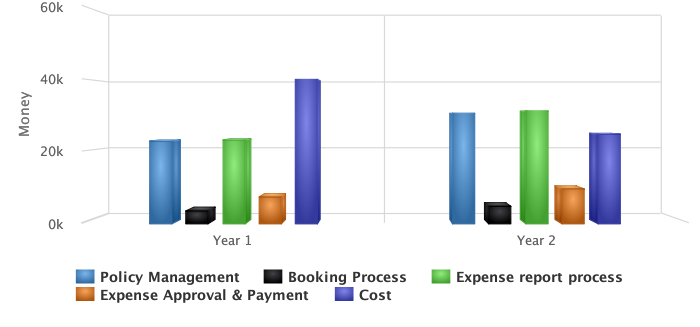 60k
40k
20k
0k
Money
Year 1
Year 2
Policy Management
Booking Process
Expense report process
Expense Approval & Payment
Cost